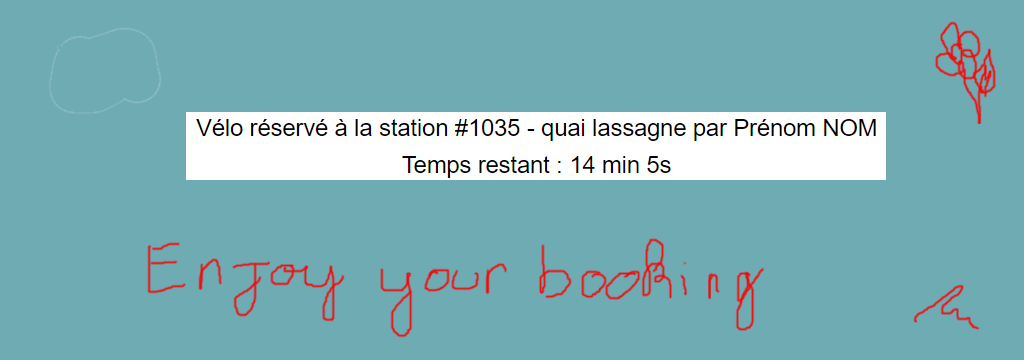 Vélo réservé à la station #1035 - quai lassagne par Prénom NOM
Temps restant : 14 min 5s
Enjoy your booking